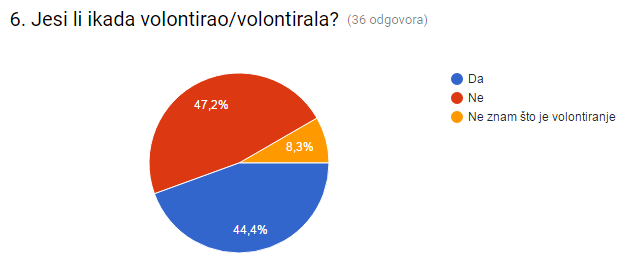 6. Jesi li ikada volontirao/volontirala? (36 odgovora)
Da
Ne
Ne znam što je volontiranje
47,2%
8,3%
44,4%